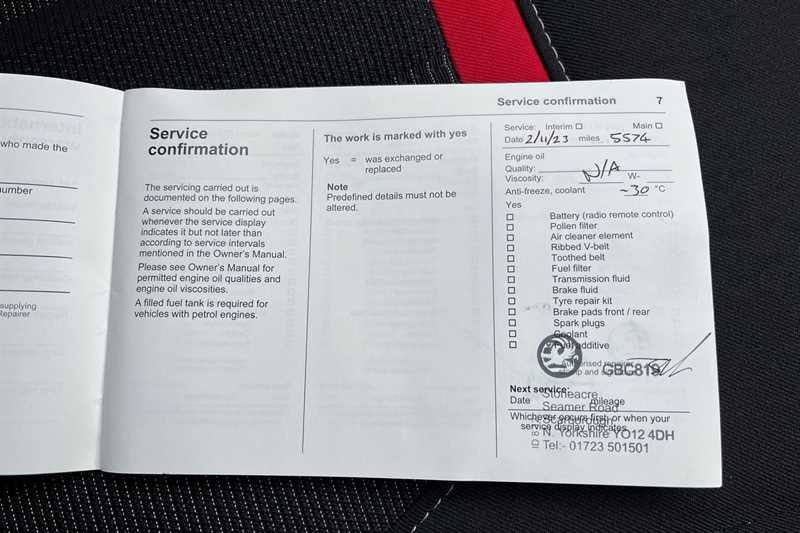 who made the
number
supplying
Repairer
Service
confirmation
The servicing carried out is
documented on the following pages.
A service should be carried out
whenever the service display
indicates it but not later than
according to service intervals
mentioned in the Owner's Manual.
Please see Owner's Manual for
permitted engine oil qualities and
engine oil viscosities.
A filled fuel tank is required for
vehicles with petrol engines.
The work is marked with yes
Yes = was exchanged or
replaced
Note
Predefined details must not be
altered.
Service confirmation 7
Service: Interim ☐ Main ☐
Date 2/11/23 miles 5574
Engine oil
Quality: N/A
Viscosity: W-
Anti-freeze, coolant -30 °C
Yes
☐ Battery (radio remote control)
☐ Pollen filter
☐ Air cleaner element
☐ Ribbed V-belt
☐ Toothed belt
☐ Fuel filter
☐ Transmission fluid
☐ Brake fluid
☐ Tyre repair kit
☐ Brake pads front / rear
☐ Spark plugs
☐ Coolant
☐ Fuel additive
Authorised repairer
stamp and
GBC819
Next service:
Date mileage
Whichever occurs first or when your
service display indicates
Stoneacre
Seamer Road
Scarborough
N. Yorkshire YO12 4DH
Tel:- 01723 501501